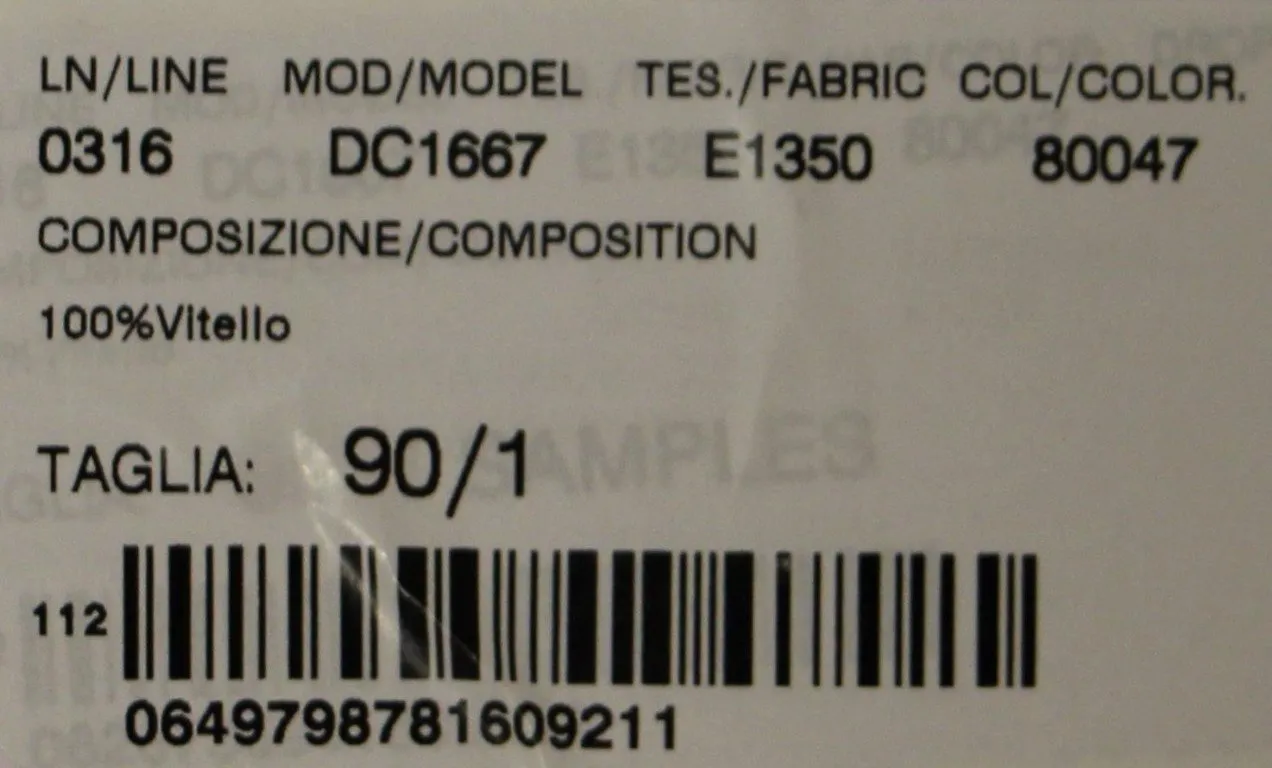 LN/LINE MOD/MODEL TES./FABRIC COL/COLOR.
0316 DC1667 E1350 80047
COMPOSIZIONE/COMPOSITION
100%Vitello
TAGLIA: 90/1
SAMPLES
112
0649798781609211